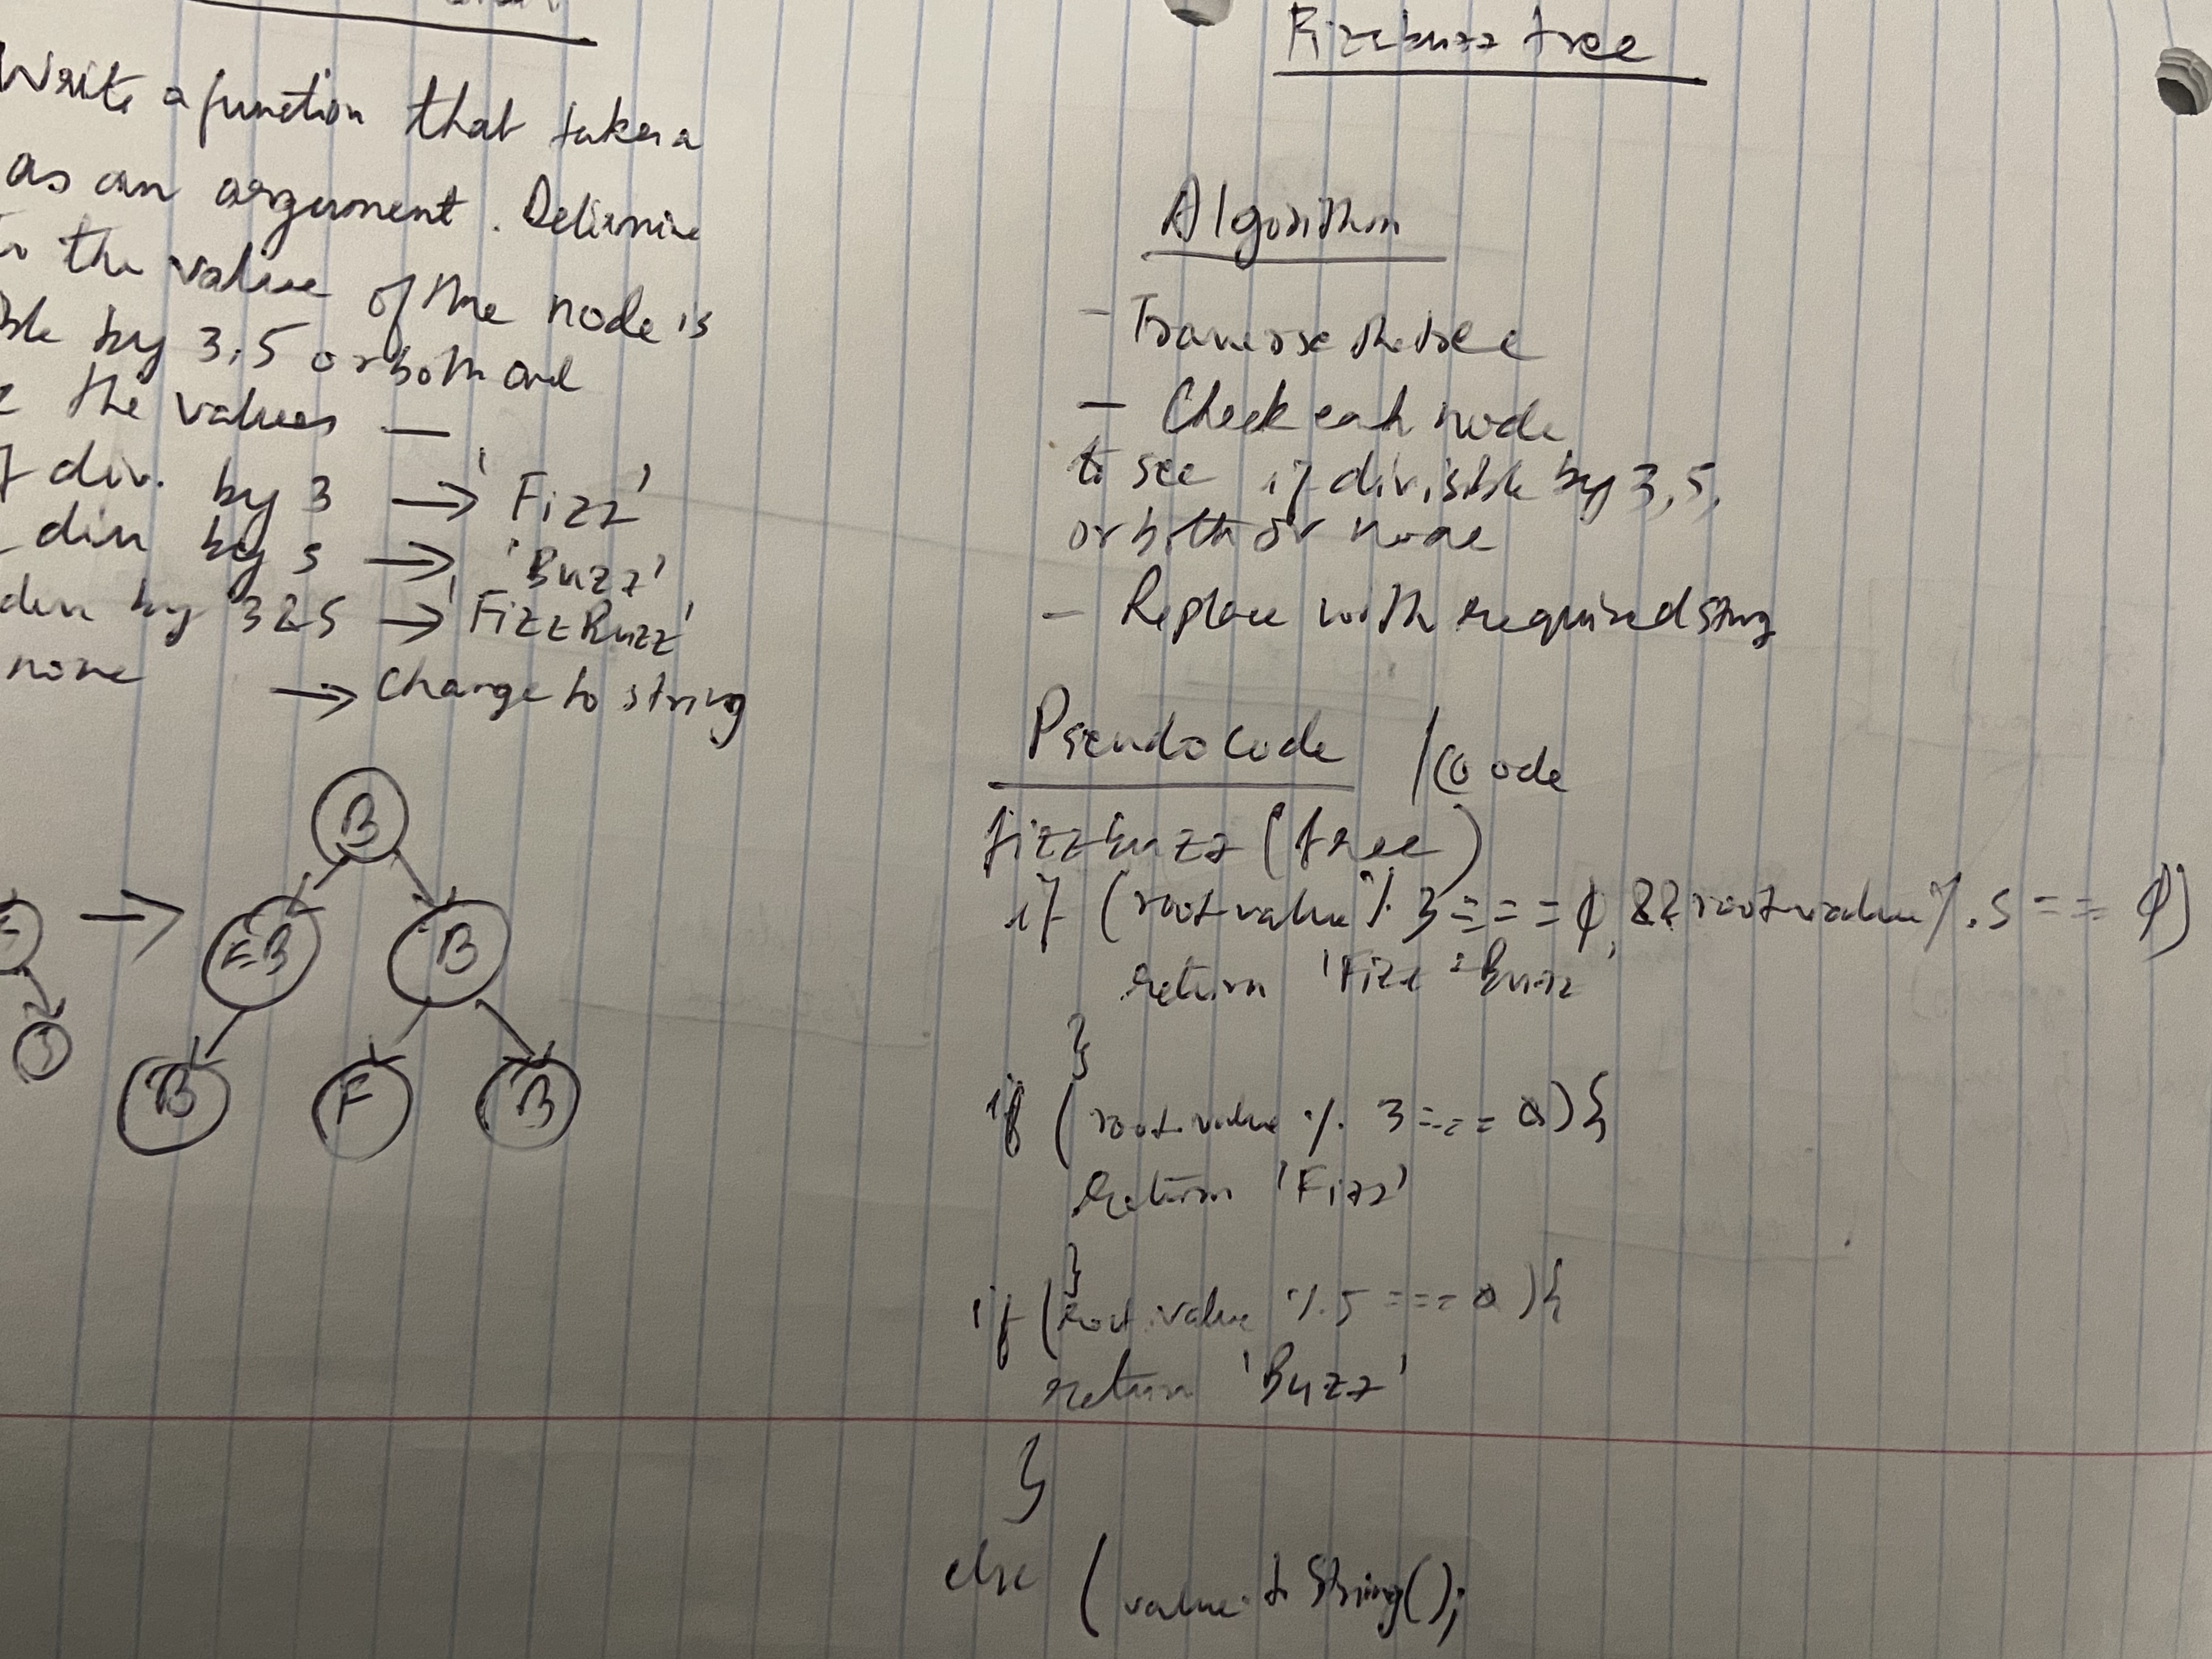 Write a function that takes a
as an argument. Determine
the value of the node is
ble by 3, 5 or both and
the values —
div. by 3 → 'Fizz'
div by 5 → 'Buzz'
div by 3&5 → 'FizzBuzz'
none → Change to string
B
FB B
B F B
Fizzbuzz tree
Algorithm
- Traverse the tree
- Check each node
to see if divisible by 3, 5,
or both or none
- Replace with required string
Pseudocode / Code
fizzbuzz (tree)
if (root.value % 3 === 0 && root.value % 5 === 0)
return 'Fizz Buzz'
}
if (root.value % 3 === 0) {
return 'Fizz'
}
if (root.value % 5 === 0) {
return 'Buzz'
}
else ( value.toString();